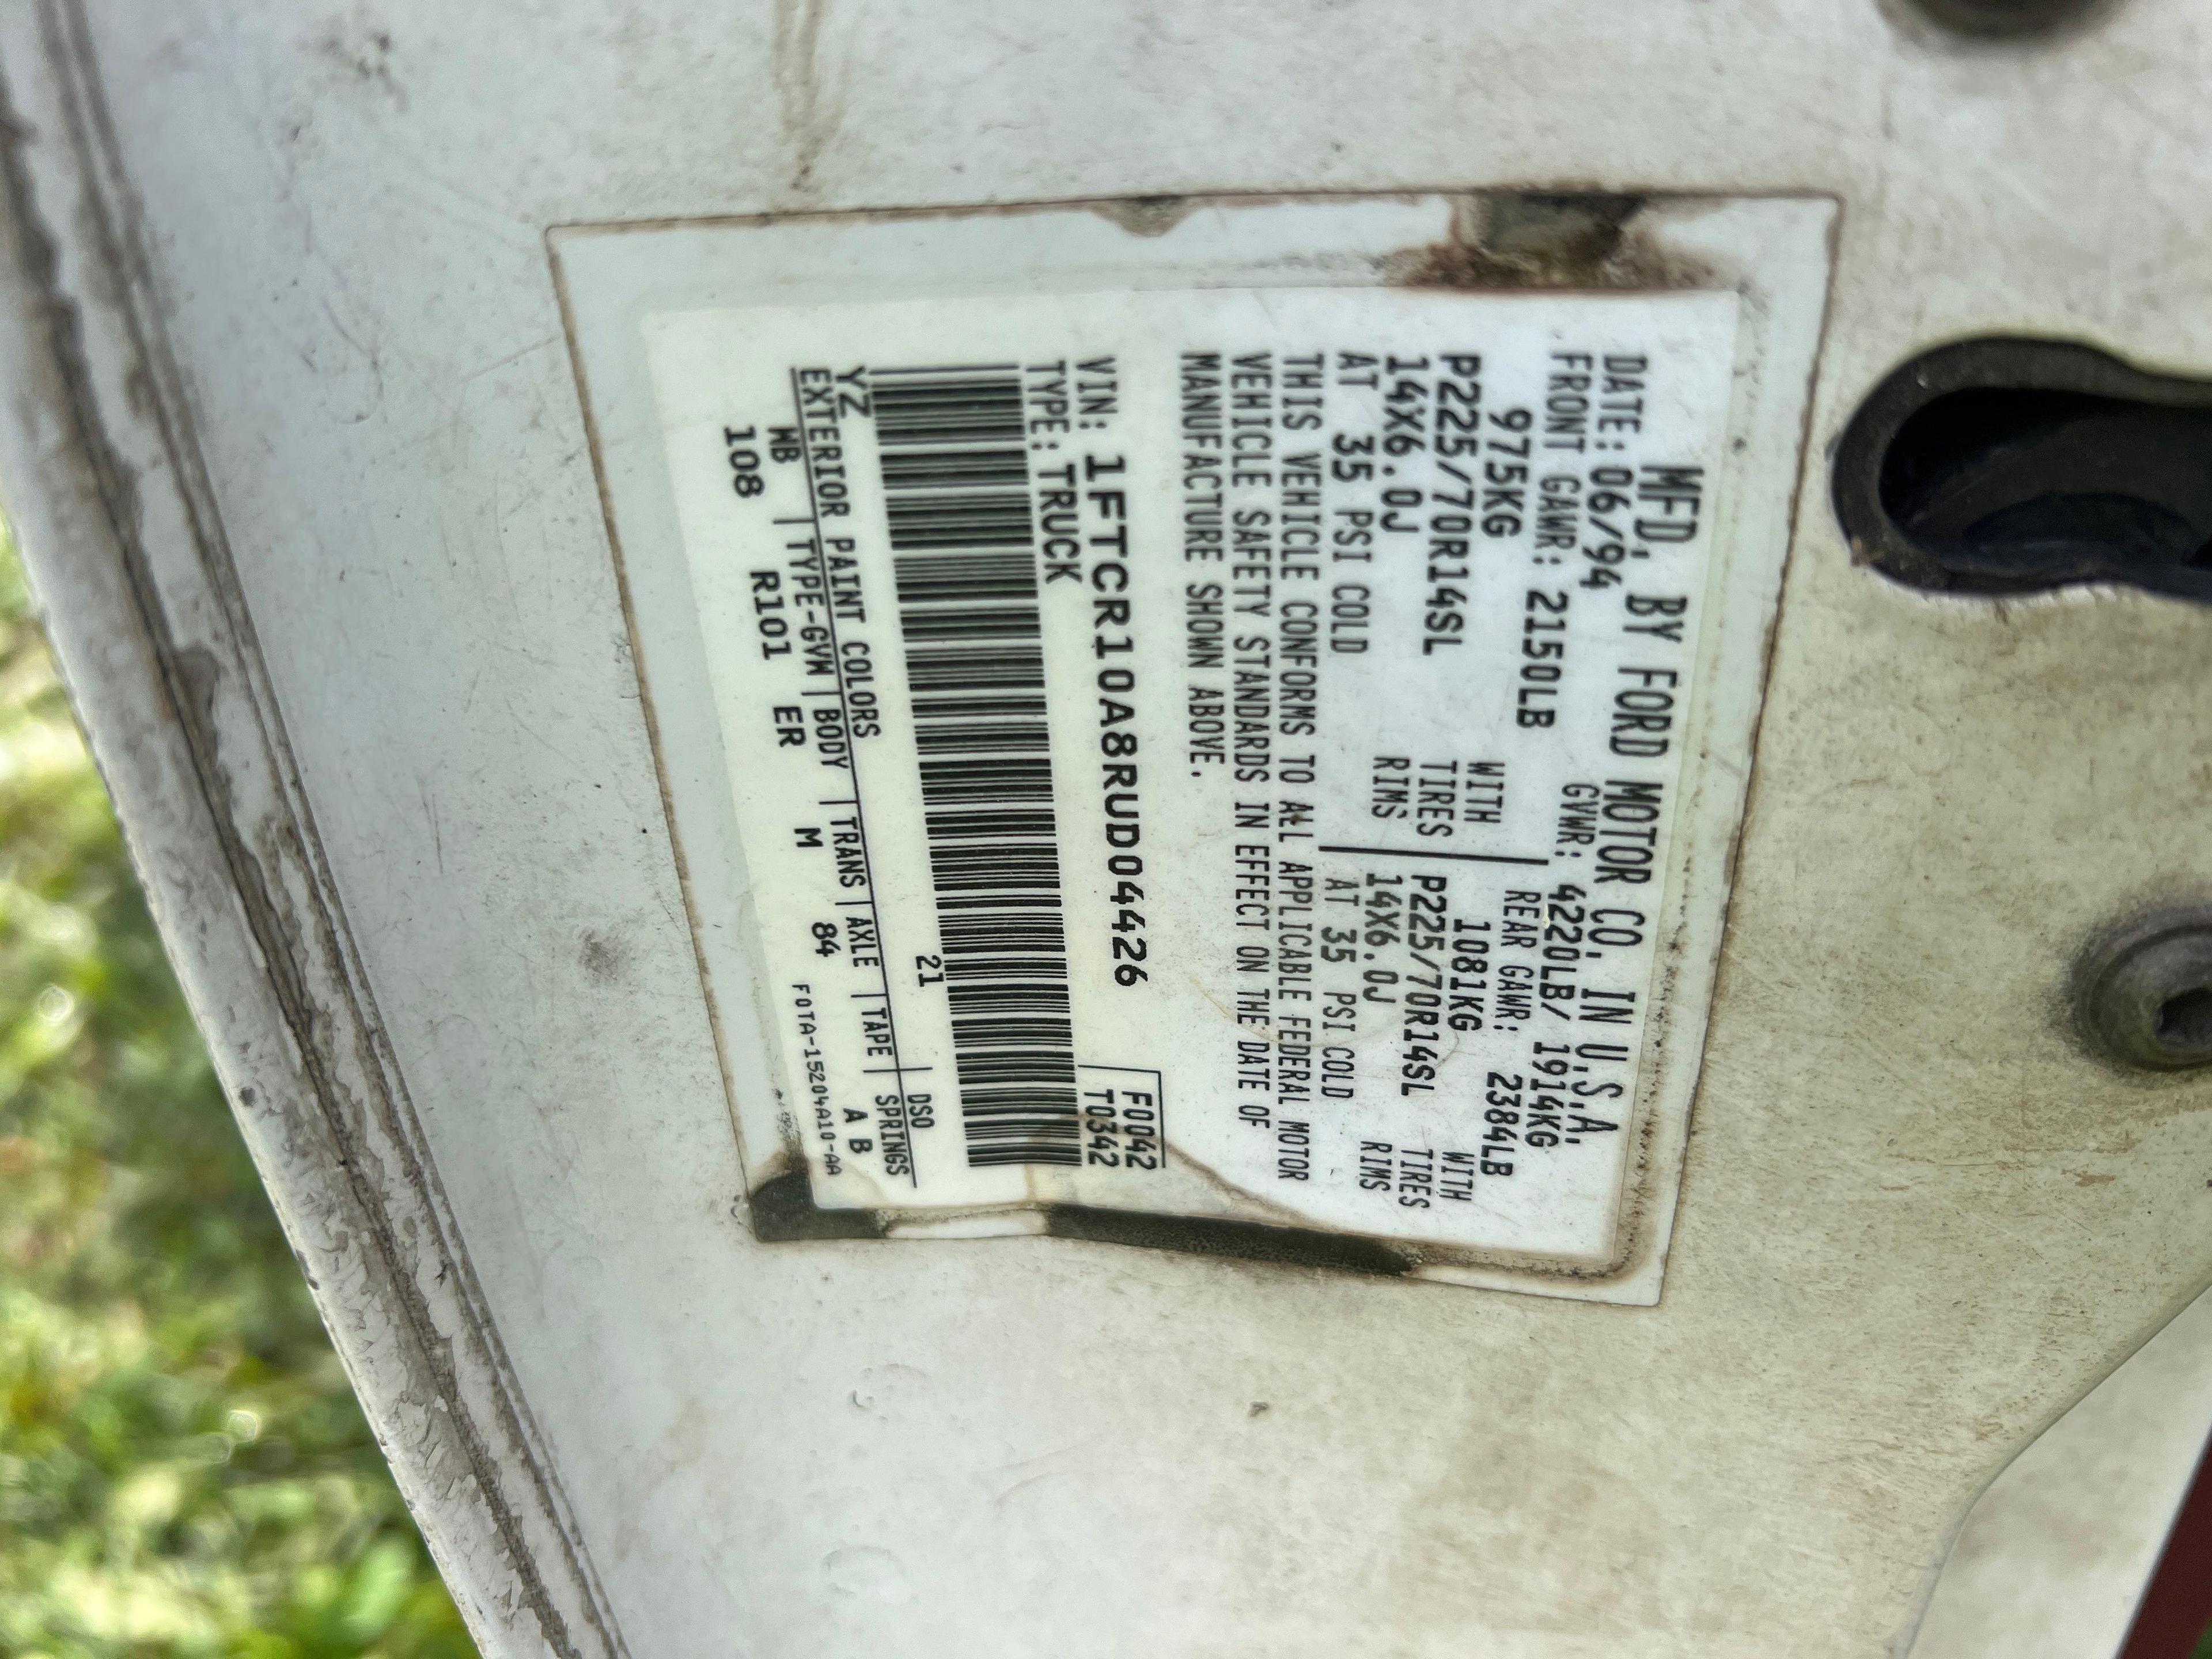 MFD. BY FORD MOTOR CO. IN U.S.A.
DATE: 06/94 GVWR: 4220LB/ 1914KG
FRONT GAWR: 2150LB REAR GAWR: 2384LB
975KG WITH 1081KG WITH
P225/70R14SL TIRES P225/70R14SL TIRES
14X6.0J RIMS 14X6.0J RIMS
AT 35 PSI COLD AT 35 PSI COLD
THIS VEHICLE CONFORMS TO ALL APPLICABLE FEDERAL MOTOR
VEHICLE SAFETY STANDARDS IN EFFECT ON THE DATE OF
MANUFACTURE SHOWN ABOVE.
VIN: 1FTCR10A8RUD04426 F0042
TYPE: TRUCK T0342
21
YZ DSO
EXTERIOR PAINT COLORS
WB | TYPE-GVM | BODY | TRANS | AXLE | TAPE | SPRINGS
108 R101 ER M 84 A B
F0TA-15204A10-AA